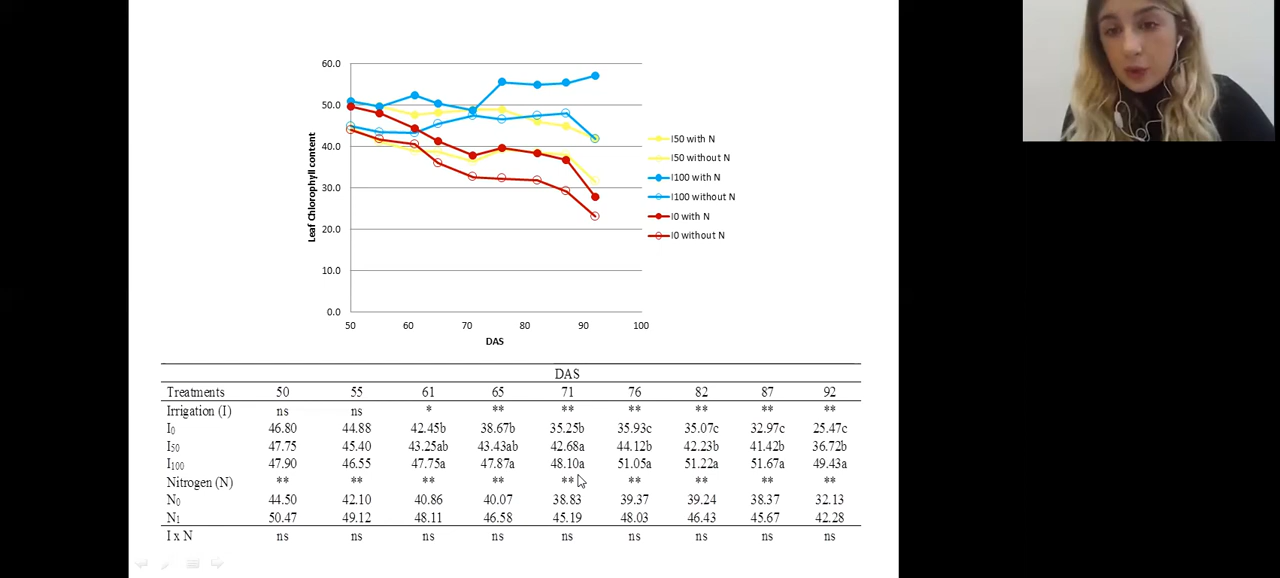 60.0
50.0
40.0
30.0
20.0
10.0
0.0
Leaf Chlorophyll content
50 60 70 80 90 100
DAS
I50 with N
I50 without N
I100 with N
I100 without N
I0 with N
I0 without N
DAS
Treatments 50 55 61 65 71 76 82 87 92
Irrigation (I) ns ns * ** ** ** ** ** **
I0 46.80 44.88 42.45b 38.67b 35.25b 35.93c 35.07c 32.97c 25.47c
I50 47.75 45.40 43.25ab 43.43ab 42.68a 44.12b 42.23b 41.42b 36.72b
I100 47.90 46.55 47.75a 47.87a 48.10a 51.05a 51.22a 51.67a 49.43a
Nitrogen (N) ** ** ** ** ** ** ** ** **
N0 44.50 42.10 40.86 40.07 38.83 39.37 39.24 38.37 32.13
N1 50.47 49.12 48.11 46.58 45.19 48.03 46.43 45.67 42.28
I x N ns ns ns ns ns ns ns ns ns